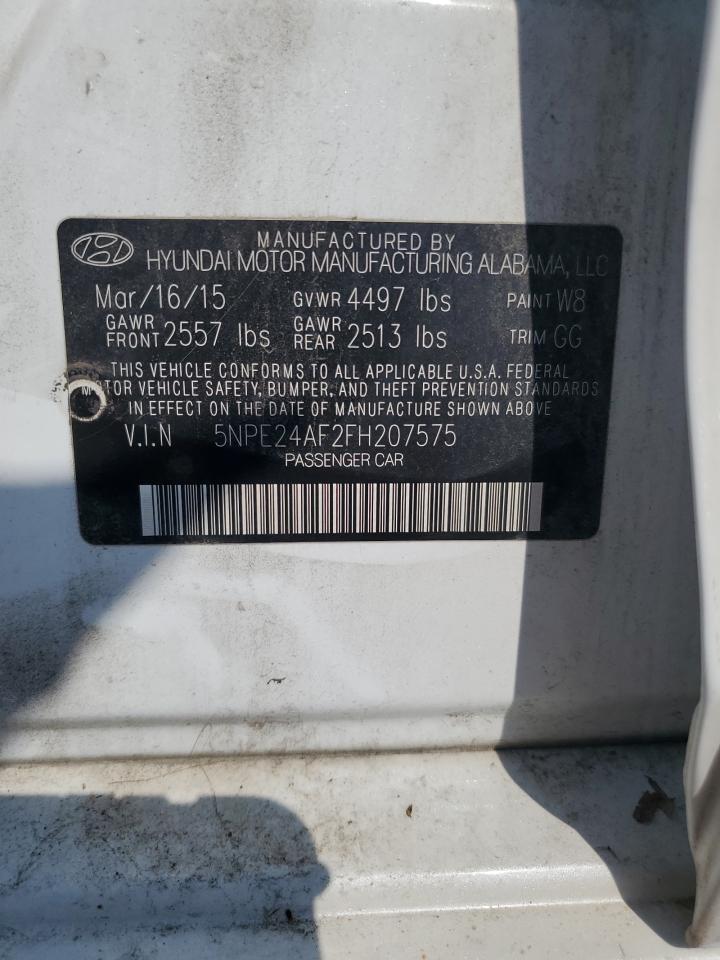 MANUFACTURED BY
HYUNDAI MOTOR MANUFACTURING ALABAMA, LLC
Mar/16/15 GVWR 4497 lbs PAINT W8
GAWR FRONT 2557 lbs GAWR REAR 2513 lbs TRIM GG
THIS VEHICLE CONFORMS TO ALL APPLICABLE U.S.A. FEDERAL
MOTOR VEHICLE SAFETY, BUMPER, AND THEFT PREVENTION STANDARDS
IN EFFECT ON THE DATE OF MANUFACTURE SHOWN ABOVE
V.I.N 5NPE24AF2FH207575
PASSENGER CAR